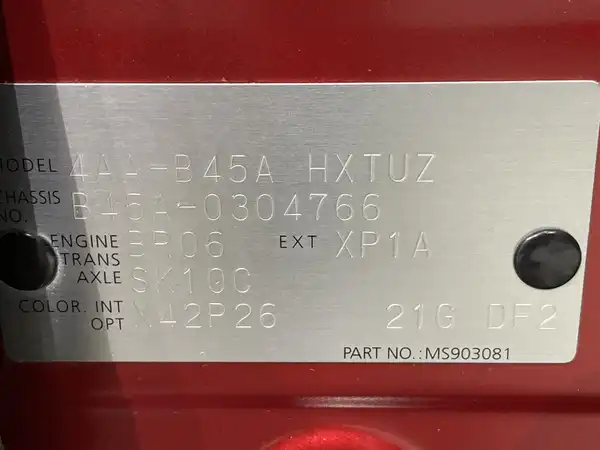 MODEL 4AA-B45A HXTUZ
CHASSIS NO. B45A-0304766
ENGINE BR06 EXT XP1A
TRANS AXLE SK10C
COLOR. INT OPT X42P26 21G DF2
PART NO.:MS903081